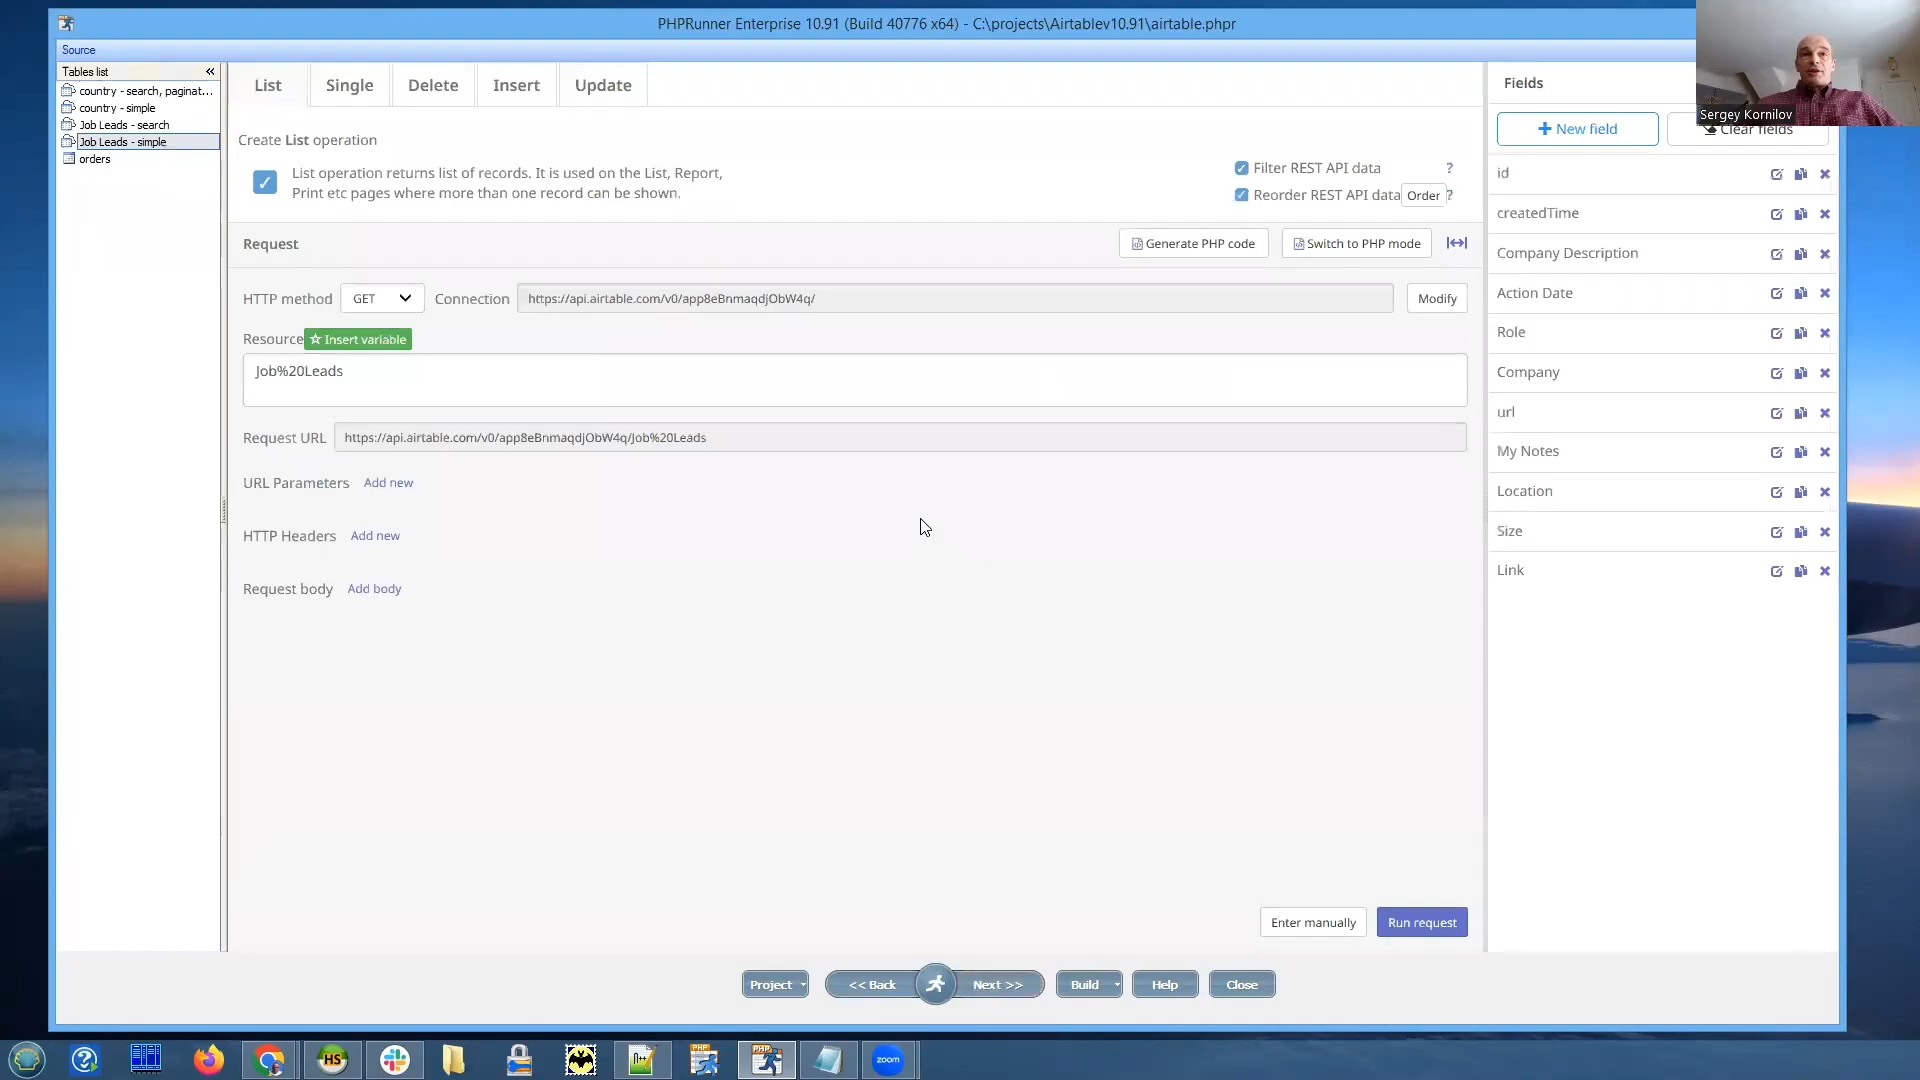 PHPRunner Enterprise 10.91 (Build 40776 x64) - C:\projects\Airtablev10.91\airtable.phpr
Source
Tables list
«
country - search, paginat...
country - simple
Job Leads - search
Job Leads - simple
orders
List
Single
Delete
Insert
Update
Create List operation
List operation returns list of records. It is used on the List, Report,
Print etc pages where more than one record can be shown.
Filter REST API data ?
Reorder REST API data Order ?
Request
Generate PHP code
Switch to PHP mode
HTTP method GET
Connection https://api.airtable.com/v0/app8eBnmaqdjObW4q/
Modify
Resource Insert variable
Job%20Leads
Request URL https://api.airtable.com/v0/app8eBnmaqdjObW4q/Job%20Leads
URL Parameters Add new
HTTP Headers Add new
Request body Add body
Enter manually
Run request
Fields
New field
Clear fields
id
createdTime
Company Description
Action Date
Role
Company
url
My Notes
Location
Size
Link
Sergey Kornilov
Project
<< Back
Next >>
Build
Help
Close
HS
PHP
PHP
zoom